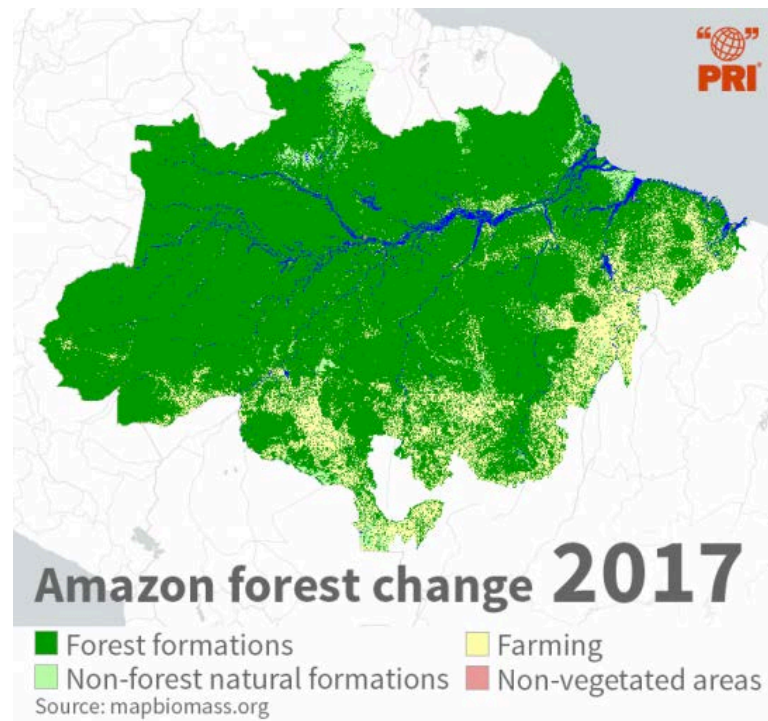 “ ”
PRI
Amazon forest change 2017
Forest formations
Farming
Non-forest natural formations
Non-vegetated areas
Source: mapbiomass.org